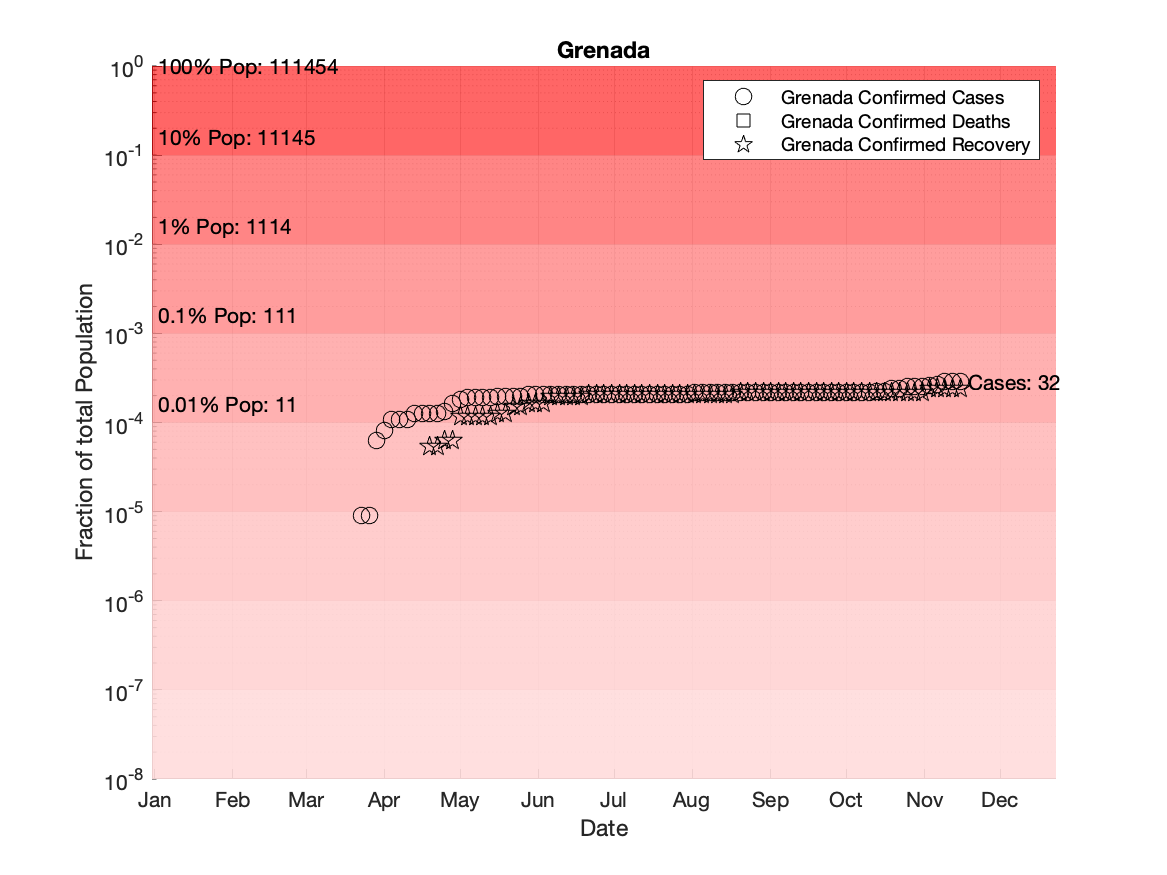 Grenada
10^0
100% Pop: 111454
Grenada Confirmed Cases
Grenada Confirmed Deaths
Grenada Confirmed Recovery
10% Pop: 11145
10^-1
1% Pop: 1114
10^-2
0.1% Pop: 111
10^-3
Cases: 32
0.01% Pop: 11
10^-4
10^-5
10^-6
10^-7
10^-8
Fraction of total Population
Jan Feb Mar Apr May Jun Jul Aug Sep Oct Nov Dec
Date